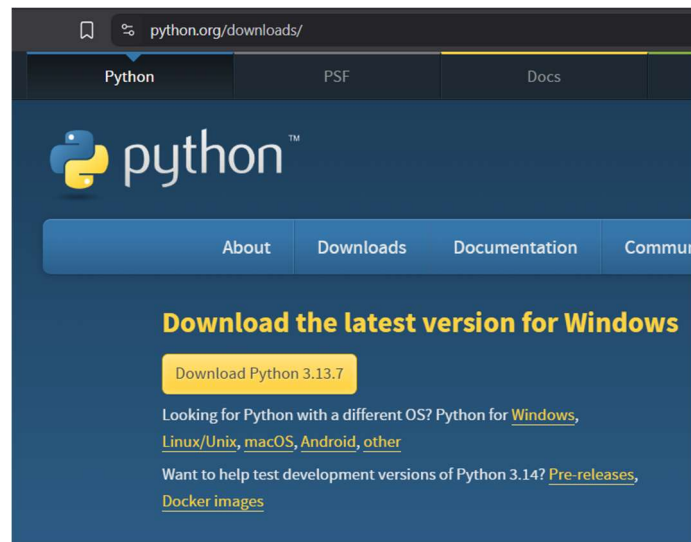 python.org/downloads/
Python PSF Docs
python™
About Downloads Documentation
Download the latest version for Windows
Download Python 3.13.7
Looking for Python with a different OS? Python for Windows,
Linux/Unix, macOS, Android, other
Want to help test development versions of Python 3.14? Pre-releases,
Docker images